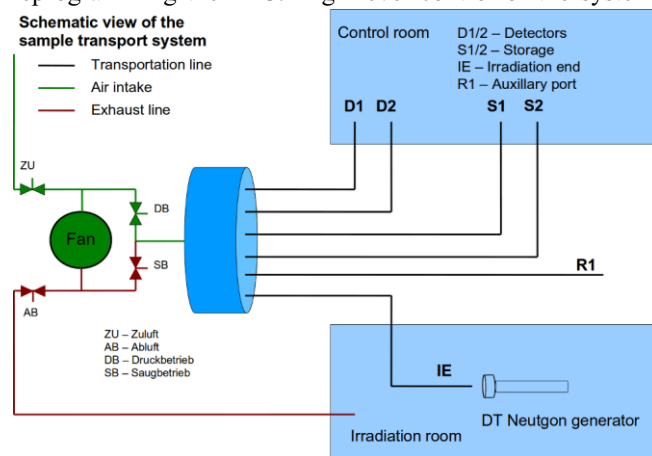 Schematic view of the
sample transport system
Transportation line
Air intake
Exhaust line
Control room
D1/2 – Detectors
S1/2 – Storage
IE – Irradiation end
R1 – Auxillary port
D1 D2 S1 S2
ZU
DB
Fan
SB
AB
R1
ZU – Zuluft
AB – Abluft
DB – Druckbetrieb
SB – Saugbetrieb
IE
DT Neutgon generator
Irradiation room